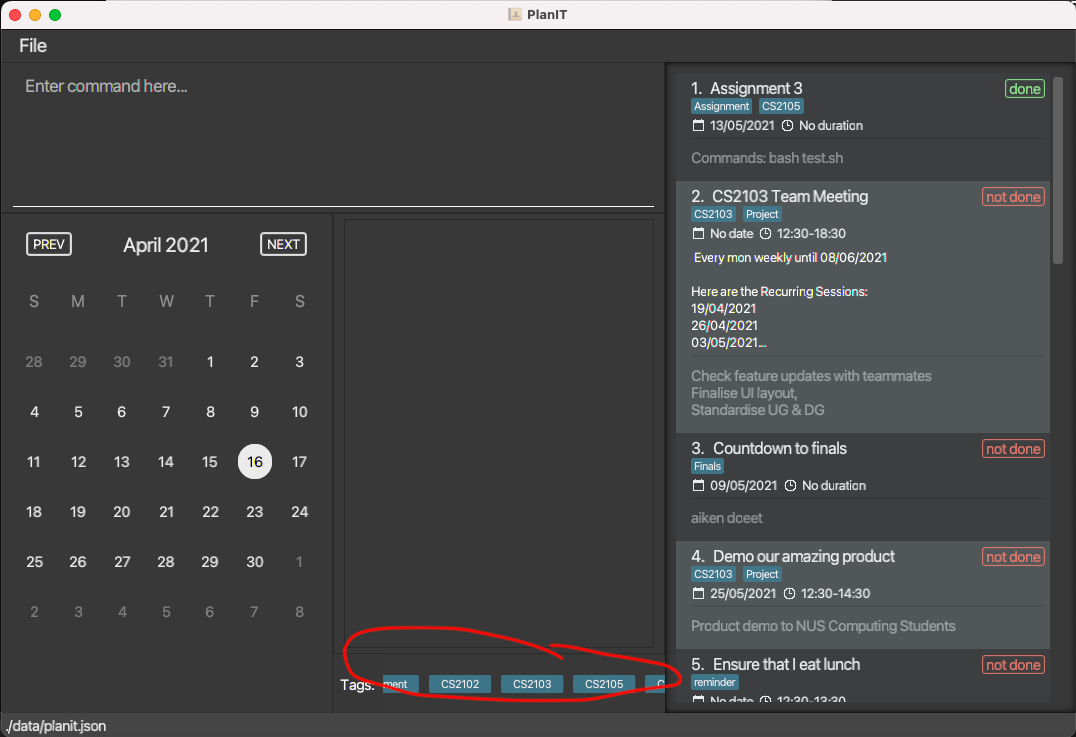 PlanIT
File
Enter command here...
PREV April 2021 NEXT
S M T W T F S
28 29 30 31 1 2 3
4 5 6 7 8 9 10
11 12 13 14 15 16 17
18 19 20 21 22 23 24
25 26 27 28 29 30 1
2 3 4 5 6 7 8
Tags: ment CS2102 CS2103 CS2105 C
1. Assignment 3 done
Assignment CS2105
13/05/2021 No duration
Commands: bash test.sh
2. CS2103 Team Meeting not done
CS2103 Project
No date 12:30-18:30
Every mon weekly until 08/06/2021
Here are the Recurring Sessions:
19/04/2021
26/04/2021
03/05/2021...
Check feature updates with teammates
Finalise UI layout,
Standardise UG & DG
3. Countdown to finals not done
Finals
09/05/2021 No duration
aiken doeet
4. Demo our amazing product not done
CS2103 Project
25/05/2021 12:30-14:30
Product demo to NUS Computing Students
5. Ensure that I eat lunch not done
reminder
No date 12:30-13:30
./data/planit.json